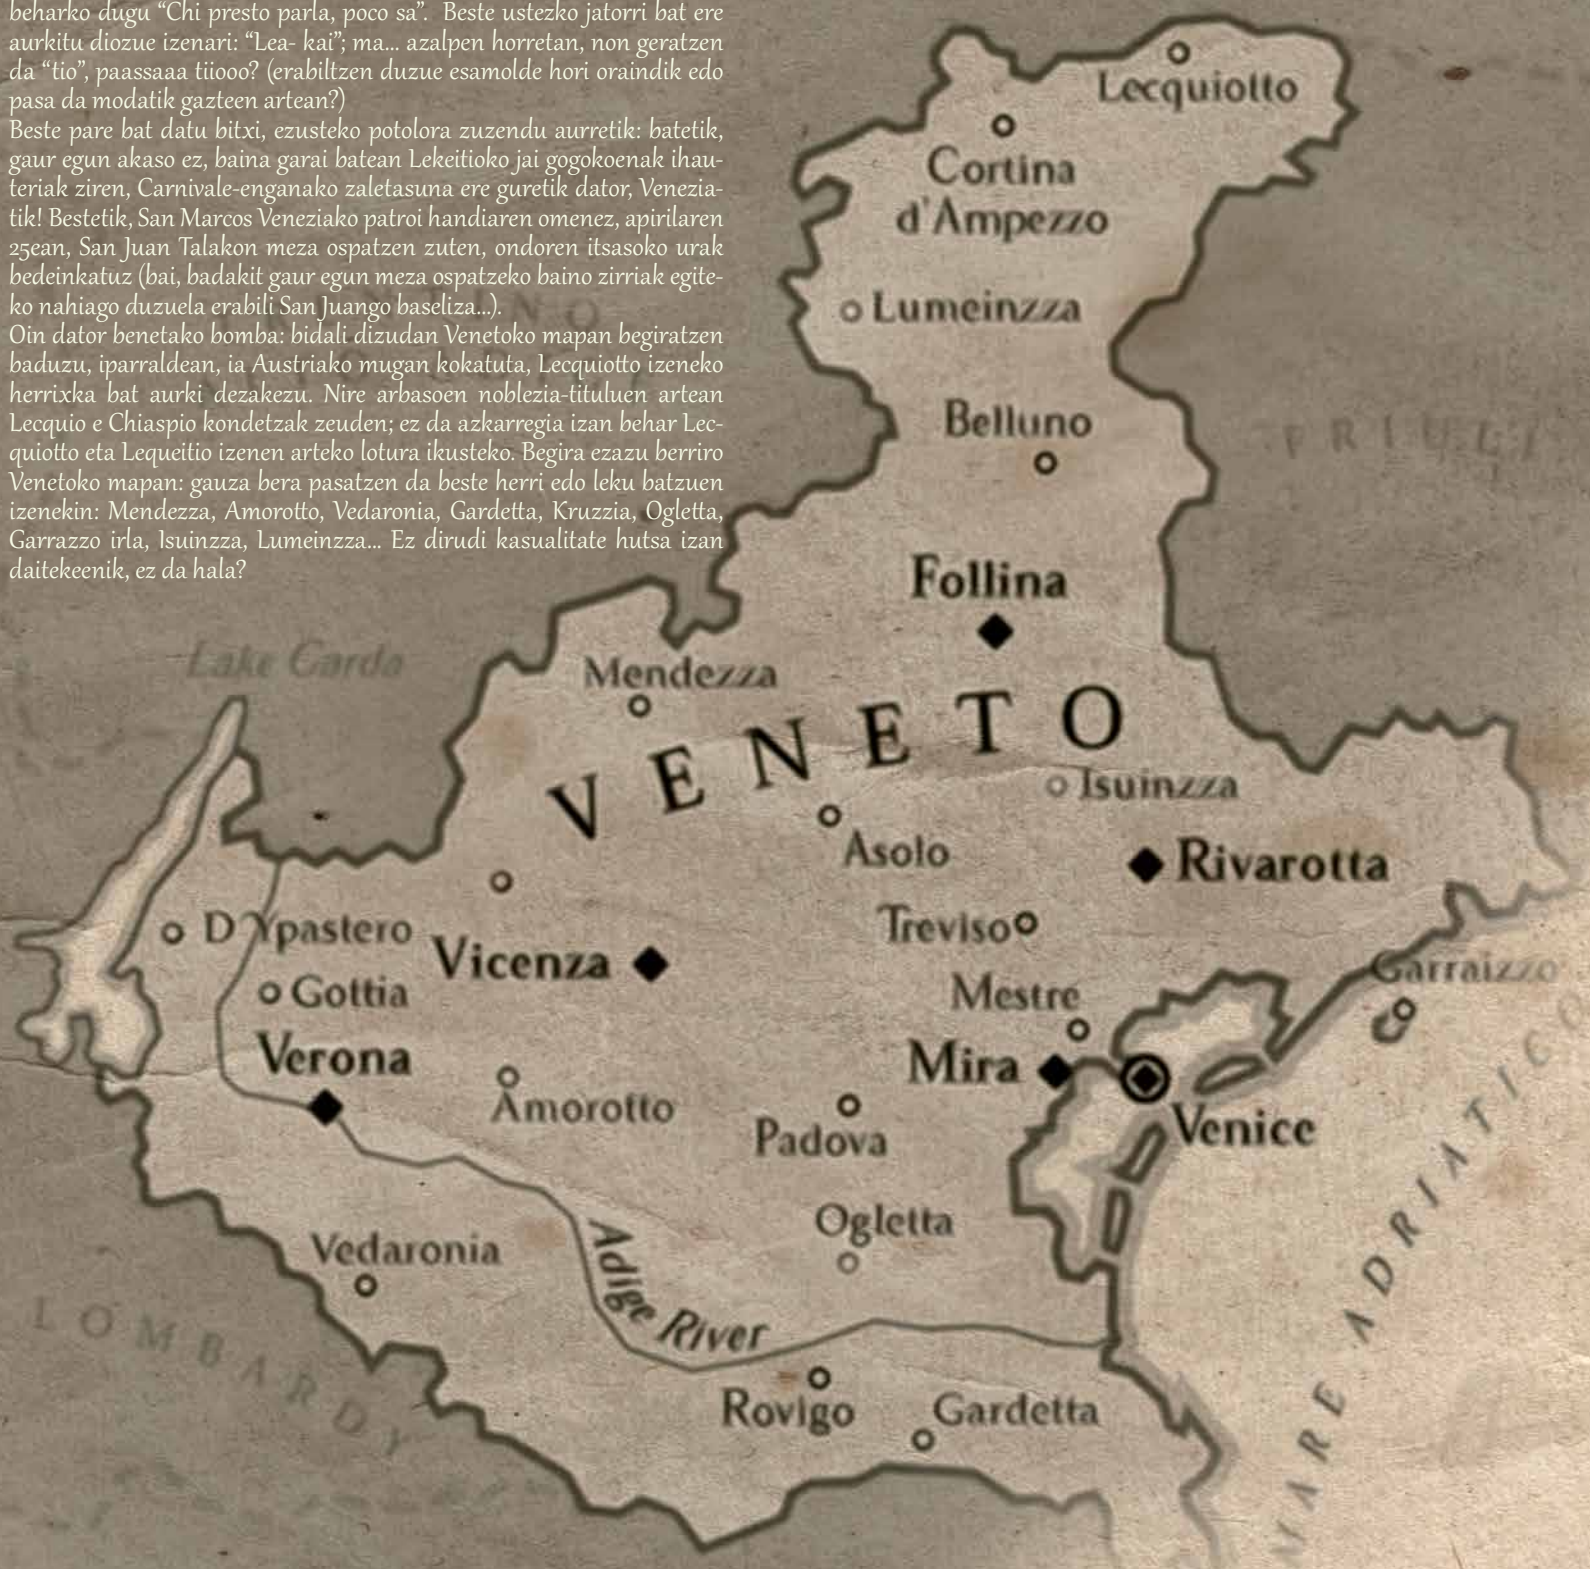 beharko dugu “Chi presto parla, poco sa”. Beste ustezko jatorri bat ere
aurkitu diozue izenari: “Lea- kai”; ma... azalpen horretan, non geratzen
da “tio”, paassaaa tiiooo? (erabiltzen duzue esamolde hori oraindik edo
pasa da modatik gazteen artean?)
Beste pare bat datu bitxi, ezusteko potolora zuzendu aurretik: batetik,
gaur egun akaso ez, baina garai batean Lekeitioko jai gogokoenak ihau-
teriak ziren, Carnivale-enganako zaletasuna ere guretik dator, Venezia-
tik! Bestetik, San Marcos Veneziako patroi handiaren omenez, apirilaren
25ean, San Juan Talakon meza ospatzen zuten, ondoren itsasoko urak
bedeinkatuz (bai, badakit gaur egun meza ospatzeko baino zirriak egite-
ko nahiago duzuela erabili San Juango baseliza...).
Oin dator benetako bomba: bidali dizudan Venetoko mapan begiratzen
baduzu, iparraldean, ia Austriako mugan kokatuta, Lecquiotto izeneko
herrixka bat aurki dezakezu. Nire arbasoen noblezia-tituluen artean
Lecquio e Chiaspio kondetzak zeuden; ez da azkarregia izan behar Lec-
quiotto eta Lequeitio izenen arteko lotura ikusteko. Begira ezazu berriro
Venetoko mapan: gauza bera pasatzen da beste herri edo leku batzuen
izenekin: Mendezza, Amorotto, Vedaronia, Gardetta, Kruzzia, Ogletta,
Garrazzo irla, Isuinzza, Lumeinzza... Ez dirudi kasualitate hutsa izan
daitekeenik, ez da hala?
Lecquiotto
Cortina
d'Ampezzo
Lumeinzza
Belluno
FRIULI
Follina
Lake Garda
Mendezza
VENETO
Isuinzza
Asolo
Rivarotta
D'Ypastero
Treviso
Vicenza
Garraizzo
Gottia
Mestre
Verona
Mira
Amorotto
Padova
Venice
Ogletta
Vedaronia
Adige River
LOMBARDY
MARE ADRIATICO
Rovigo
Gardetta